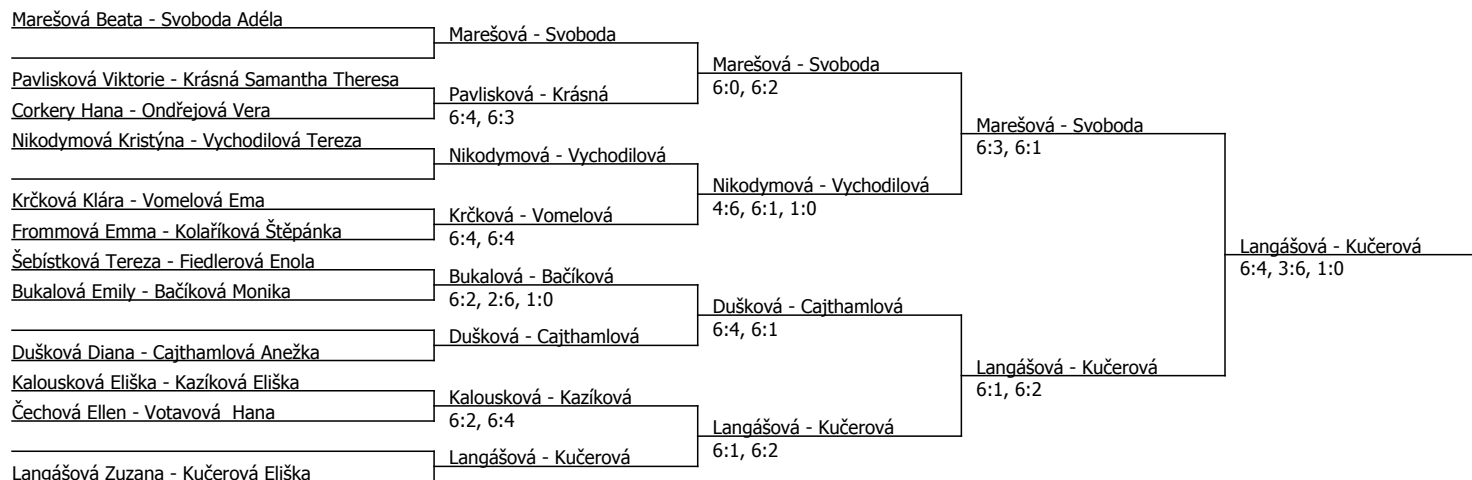 Marešová Beata - Svoboda Adéla
Pavlisková Viktorie - Krásná Samantha Theresa
Corkery Hana - Ondřejová Vera
Nikodymová Kristýna - Vychodilová Tereza
Krčková Klára - Vomelová Ema
Frommová Emma - Kolaříková Štěpánka
Šebístková Tereza - Fiedlerová Enola
Bukalová Emily - Bačíková Monika
Dušková Diana - Cajthamlová Anežka
Kalousková Eliška - Kazíková Eliška
Čechová Ellen - Votavová  Hana
Langášová Zuzana - Kučerová Eliška
Marešová - Svoboda
Pavlisková - Krásná
6:4, 6:3
Nikodymová - Vychodilová
Krčková - Vomelová
6:4, 6:4
Bukalová - Bačíková
6:2, 2:6, 1:0
Dušková - Cajthamlová
Kalousková - Kazíková
6:2, 6:4
Langášová - Kučerová
Marešová - Svoboda
6:0, 6:2
Nikodymová - Vychodilová
4:6, 6:1, 1:0
Dušková - Cajthamlová
6:4, 6:1
Langášová - Kučerová
6:1, 6:2
Marešová - Svoboda
6:3, 6:1
Langášová - Kučerová
6:1, 6:2
Langášová - Kučerová
6:4, 3:6, 1:0